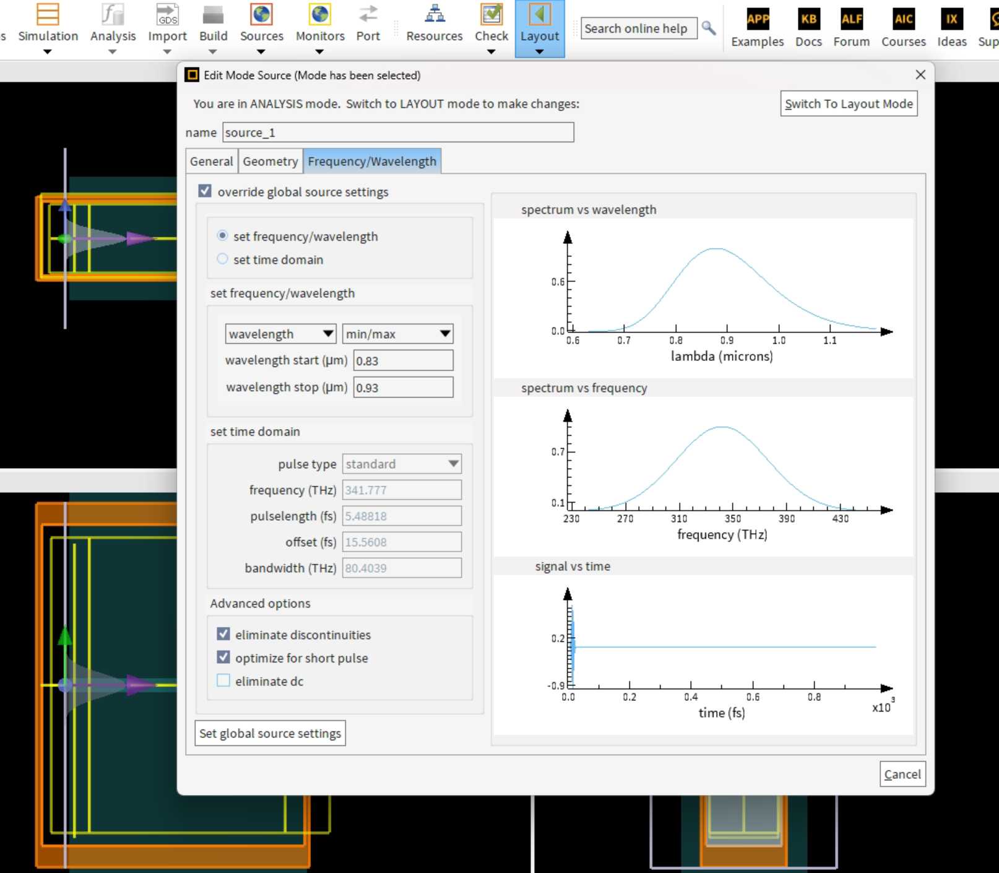 s Simulation Analysis Import Build Sources Monitors Port Resources Check Layout Search online help Examples Docs Forum Courses Ideas Sup
GDS APP KB ALF AIC IX
Edit Mode Source (Mode has been selected)
You are in ANALYSIS mode. Switch to LAYOUT mode to make changes: Switch To Layout Mode
name source_1
General Geometry Frequency/Wavelength
override global source settings
set frequency/wavelength
set time domain
set frequency/wavelength
wavelength min/max
wavelength start (μm) 0.83
wavelength stop (μm) 0.93
set time domain
pulse type standard
frequency (THz) 341.777
pulselength (fs) 5.48818
offset (fs) 15.5608
bandwidth (THz) 80.4039
Advanced options
eliminate discontinuities
optimize for short pulse
eliminate dc
Set global source settings
spectrum vs wavelength
0.6
0.0
0.6 0.7 0.8 0.9 1.0 1.1
lambda (microns)
spectrum vs frequency
0.7
0.1
230 270 310 350 390 430
frequency (THz)
signal vs time
0.2
-0.9
0.0 0.2 0.4 0.6 0.8
x10³
time (fs)
Cancel